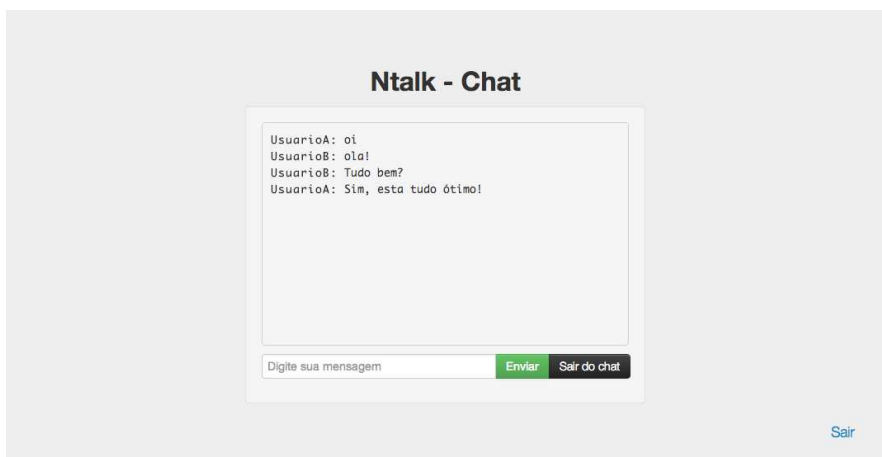 Ntalk - Chat
UsuarioA: oi
UsuarioB: ola!
UsuarioB: Tudo bem?
UsuarioA: Sim, esta tudo ótimo!
Digite sua mensagem Enviar Sair do chat
Sair